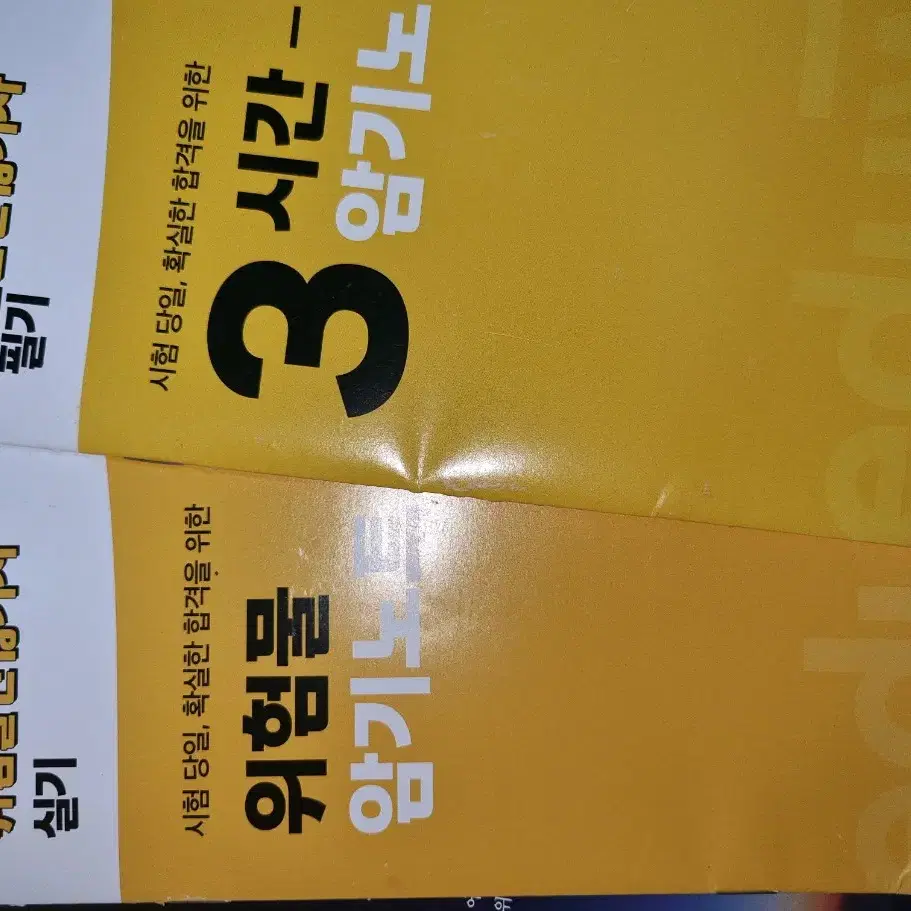 필기
시험 당일, 확실한 합격을 위한
3시간
암기노
실기
시험 당일, 확실한 합격을 위한
위험물
암기노트